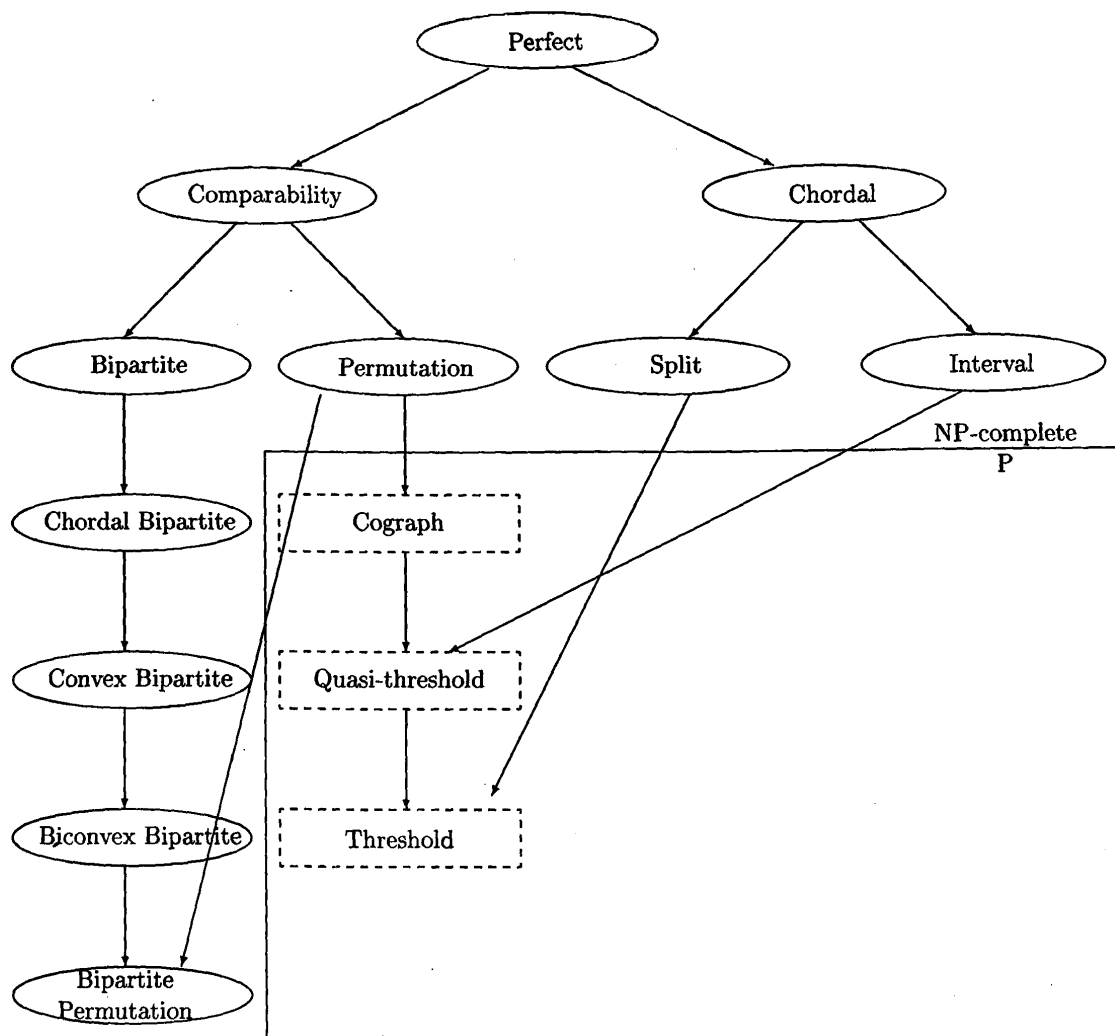 Perfect
Comparability
Chordal
Bipartite
Permutation
Split
Interval
NP-complete
P
Chordal Bipartite
Cograph
Convex Bipartite
Quasi-threshold
Biconvex Bipartite
Threshold
Bipartite
Permutation